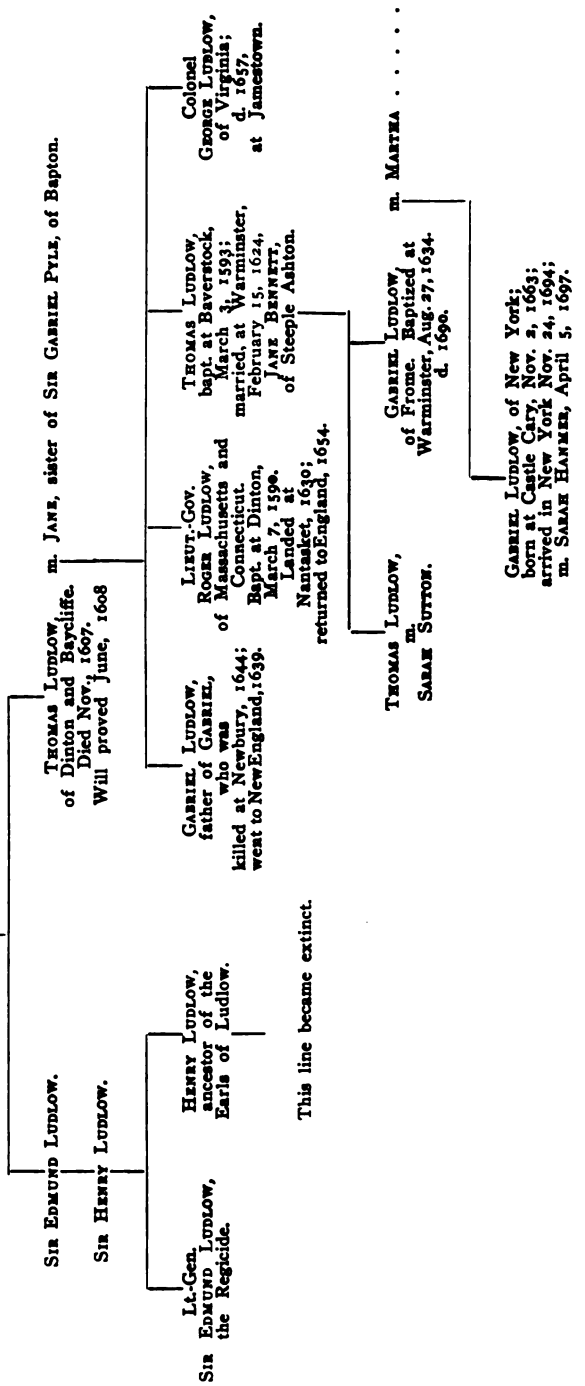 SIR EDMUND LUDLOW.
SIR HENRY LUDLOW.
Lt.-Gen.
SIR EDMUND LUDLOW,
the Regicide.
HENRY LUDLOW,
ancestor of the
Earls of Ludlow.
This line became extinct.
THOMAS LUDLOW,
of Dinton and Baycliffe.
Died Nov., 1607.
Will proved June, 1608
m. JANE, sister of SIR GABRIEL PYLE, of Bapton.
GABRIEL LUDLOW,
father of GABRIEL,
who was
killed at Newbury, 1644;
went to New England, 1639.
LIEUT.-GOV.
ROGER LUDLOW,
of Massachusetts and
Connecticut.
Bapt. at Dinton,
March 7, 1590.
Landed at
Nantasket, 1630;
returned to England, 1654.
THOMAS LUDLOW,
bapt. at Baverstock,
March 3, 1593;
married, at Warminster,
February 15, 1624,
JANE BENNETT,
of Steeple Ashton.
Colonel
GEORGE LUDLOW,
of Virginia;
d. 1657,
at Jamestown.
THOMAS LUDLOW,
m.
SARAH SUTTON.
GABRIEL LUDLOW,
of Frome. Baptized at
Warminster, Aug. 27, 1634.
d. 1690.
m. MARTHA . . . . .
GABRIEL LUDLOW, of New York;
born at Castle Cary, Nov. 2, 1663;
arrived in New York Nov. 24, 1694;
m. SARAH HANMER, April 5, 1697.